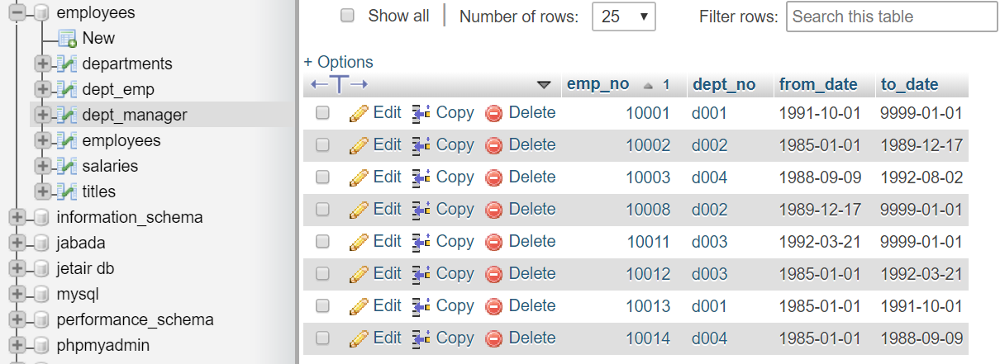 employees
New
departments
dept_emp
dept_manager
employees
salaries
titles
information_schema
jabada
jetair db
mysql
performance_schema
phpmyadmin
Show all | Number of rows: 25 Filter rows: Search this table
+ Options
←T→ emp_no 1 dept_no from_date to_date
Edit Copy Delete 10001 d001 1991-10-01 9999-01-01
Edit Copy Delete 10002 d002 1985-01-01 1989-12-17
Edit Copy Delete 10003 d004 1988-09-09 1992-08-02
Edit Copy Delete 10008 d002 1989-12-17 9999-01-01
Edit Copy Delete 10011 d003 1992-03-21 9999-01-01
Edit Copy Delete 10012 d003 1985-01-01 1992-03-21
Edit Copy Delete 10013 d001 1985-01-01 1991-10-01
Edit Copy Delete 10014 d004 1985-01-01 1988-09-09